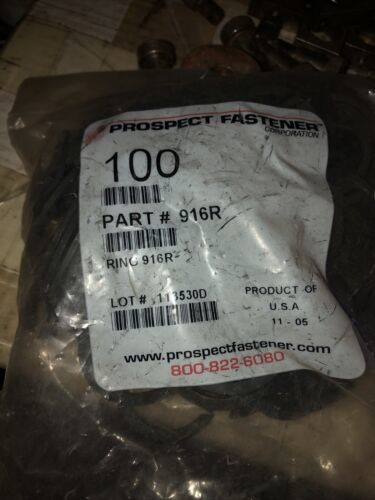 PROSPECT FASTENER
CORPORATION
100
PART # 916R
RING 916R
LOT # 118530D
PRODUCT OF
U.S.A
11 - 05
www.prospectfastener.com
800-822-6080